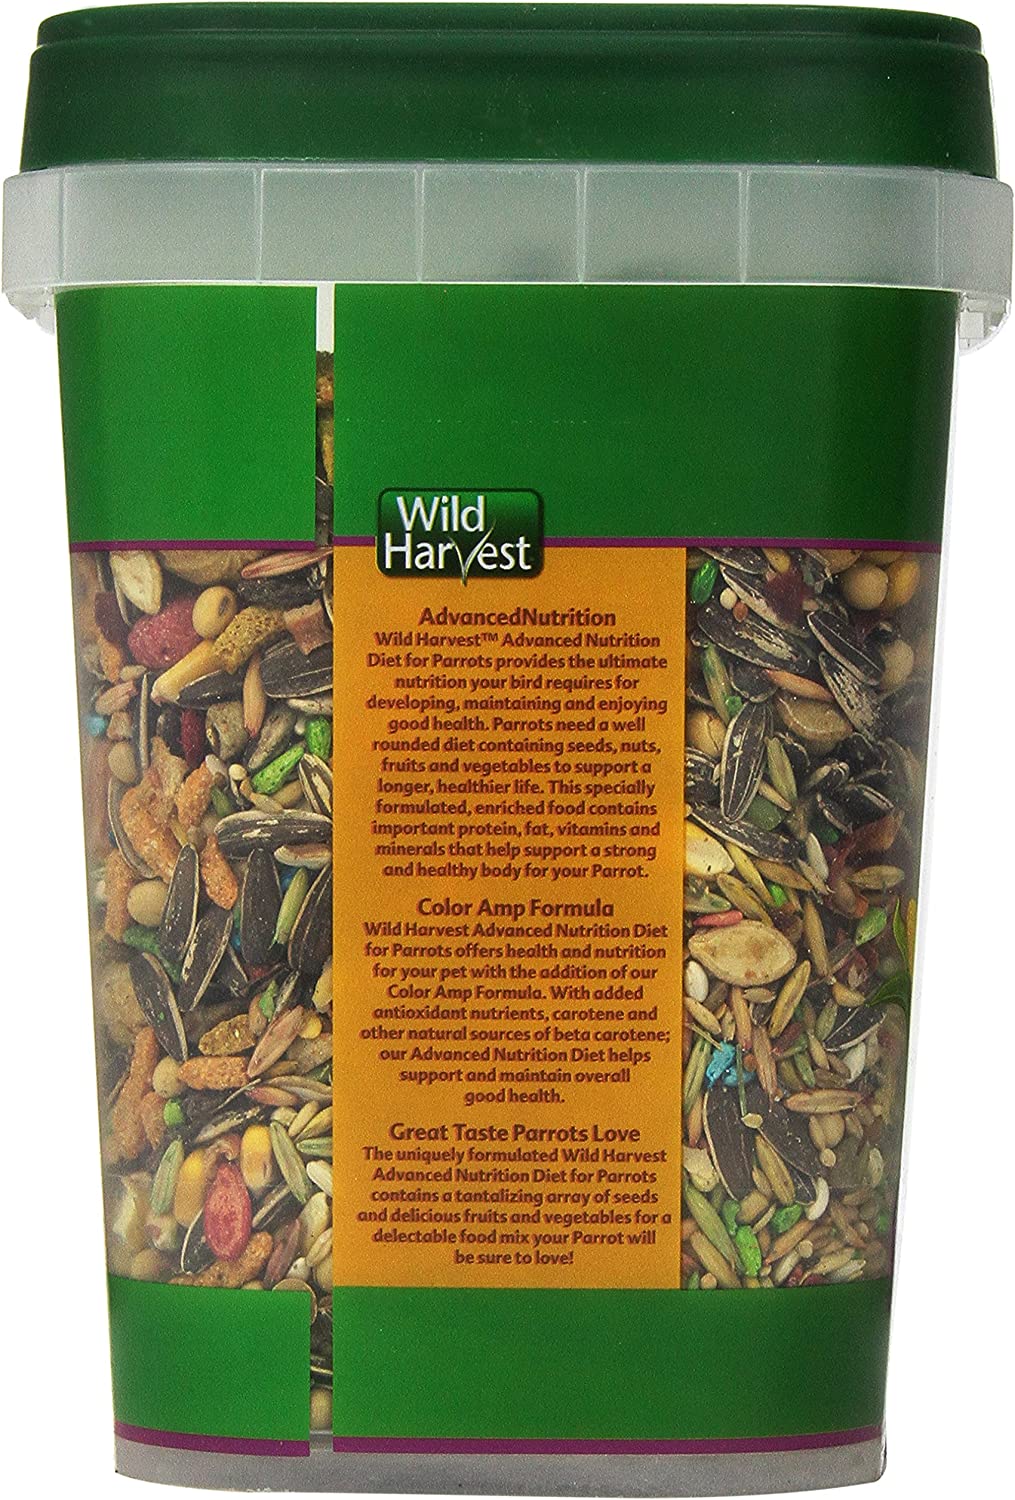 Wild
Harvest
AdvancedNutrition
Wild Harvest™ Advanced Nutrition
Diet for Parrots provides the ultimate
nutrition your bird requires for
developing, maintaining and enjoying
good health. Parrots need a well
rounded diet containing seeds, nuts,
fruits and vegetables to support a
longer, healthier life. This specially
formulated, enriched food contains
important protein, fat, vitamins and
minerals that help support a strong
and healthy body for your Parrot.
Color Amp Formula
Wild Harvest Advanced Nutrition Diet
for Parrots offers health and nutrition
for your pet with the addition of our
Color Amp Formula. With added
antioxidant nutrients, carotene and
other natural sources of beta carotene;
our Advanced Nutrition Diet helps
support and maintain overall
good health.
Great Taste Parrots Love
The uniquely formulated Wild Harvest
Advanced Nutrition Diet for Parrots
contains a tantalizing array of seeds
and delicious fruits and vegetables for a
delectable food mix your Parrot will
be sure to love!